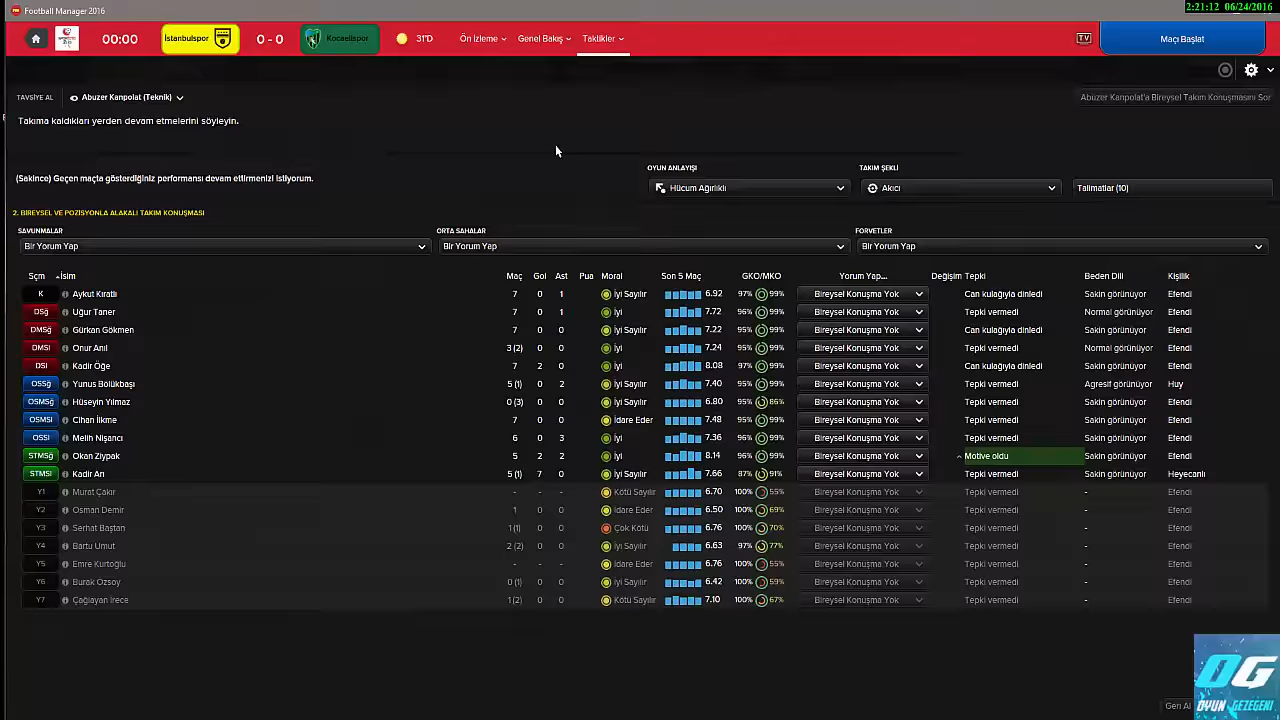 Football Manager 2016
2:21:12 06/24/2016
00:00 İstanbulspor 0 - 0 Kocaelispor 31°D Ön İzleme Genel Bakış Taktikler TV Maçı Başlat
TAVSİYE AL Abuzer Kanpolat (Teknik) Abuzer Kanpolat'a Bireysel Takım Konuşmasını Sor
Takıma kaldıkları yerden devam etmelerini söyleyin.
OYUN ANLAYIŞI TAKIM ŞEKLİ
(Sakince) Geçen maçta gösterdiğiniz performansı devam ettirmenizi istiyorum. Hücum Ağırlıklı Akıcı Talimatlar (10)
2. BİREYSEL VE POZİSYONLA ALAKALI TAKIM KONUŞMASI
SAVUNMALAR ORTA SAHALAR FORVETLER
Bir Yorum Yap Bir Yorum Yap Bir Yorum Yap
Sçm İsim Maç Gol Ast Pua Moral Son 5 Maç GKO/MKO Yorum Yap... Değişim Tepki Beden Dili Kişilik
K Aykut Kıratlı 7 0 1 İyi Sayılır 6.92 97% 99% Bireysel Konuşma Yok Can kulağıyla dinledi Sakin görünüyor Efendi
DSğ Uğur Taner 7 0 1 İyi 7.72 96% 99% Bireysel Konuşma Yok Tepki vermedi Normal görünüyor Efendi
DMSğ Gürkan Gökmen 7 0 0 İyi Sayılır 7.22 95% 99% Bireysel Konuşma Yok Can kulağıyla dinledi Sakin görünüyor Efendi
DMSl Onur Anıl 3 (2) 0 0 İyi 7.24 95% 99% Bireysel Konuşma Yok Tepki vermedi Normal görünüyor Efendi
DSl Kadir Öğe 7 2 0 İyi 8.08 97% 99% Bireysel Konuşma Yok Can kulağıyla dinledi Sakin görünüyor Efendi
OSSğ Yunus Bölükbaşı 5 (1) 0 2 İyi Sayılır 7.40 95% 99% Bireysel Konuşma Yok Tepki vermedi Agresif görünüyor Huy
OSMSğ Hüseyin Yılmaz 0 (3) 0 0 İyi Sayılır 6.80 95% 86% Bireysel Konuşma Yok Tepki vermedi Sakin görünüyor Efendi
OSMSl Cihan İlkme 7 0 0 İdare Eder 7.48 95% 99% Bireysel Konuşma Yok Tepki vermedi Sakin görünüyor Efendi
OSSl Melih Nişancı 6 0 3 İyi 7.36 96% 99% Bireysel Konuşma Yok Tepki vermedi Sakin görünüyor Efendi
STMSğ Okan Ziypak 5 2 2 İyi 8.14 96% 99% Bireysel Konuşma Yok Motive oldu Sakin görünüyor Efendi
STMSl Kadir Arı 5 (1) 7 0 İyi Sayılır 7.66 87% 91% Bireysel Konuşma Yok Tepki vermedi Sakin görünüyor Heyecanlı
Y1 Murat Çakır - - - Kötü Sayılır 6.70 100% 55% Bireysel Konuşma Yok Tepki vermedi - Efendi
Y2 Osman Demir 1 0 0 İdare Eder 6.50 100% 69% Bireysel Konuşma Yok Tepki vermedi - Efendi
Y3 Serhat Baştan 1 (1) 0 0 Çok Kötü 6.76 100% 70% Bireysel Konuşma Yok Tepki vermedi - Efendi
Y4 Bartu Umut 2 (2) 0 0 İyi Sayılır 6.63 97% 77% Bireysel Konuşma Yok Tepki vermedi - Efendi
Y5 Emre Kurtoğlu - - - İdare Eder 6.76 100% 55% Bireysel Konuşma Yok Tepki vermedi - Efendi
Y6 Burak Özsoy 0 (1) 0 0 İyi Sayılır 6.42 100% 59% Bireysel Konuşma Yok Tepki vermedi - Efendi
Y7 Çağlayan İrece 1 (2) 0 0 Kötü Sayılır 7.10 100% 67% Bireysel Konuşma Yok Tepki vermedi - Efendi
OG
Geri Al OYUN GEZEGENİ